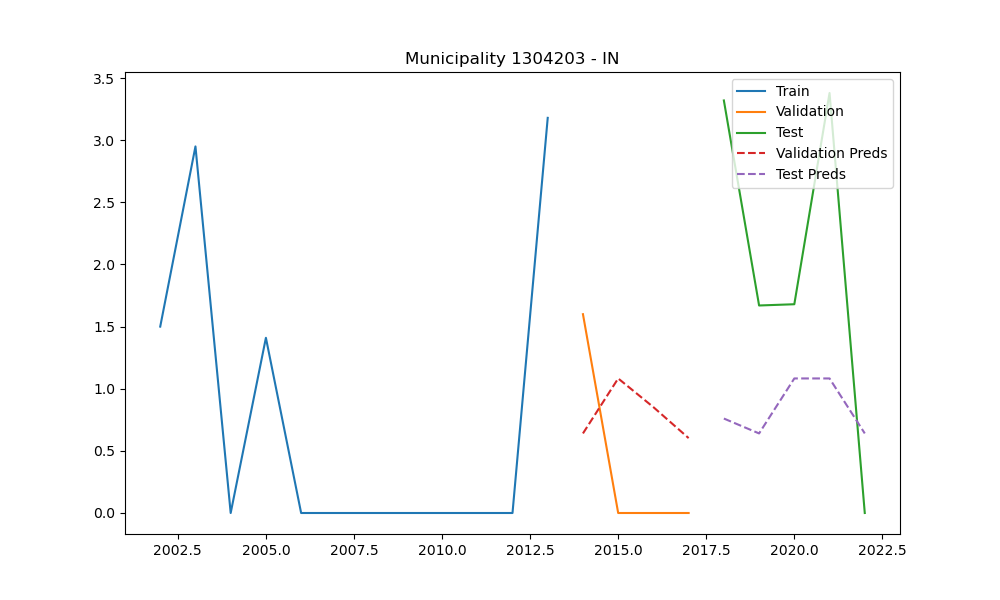 Municipality 1304203 - IN
3.5
3.0
2.5
2.0
1.5
1.0
0.5
0.0
2002.5 2005.0 2007.5 2010.0 2012.5 2015.0 2017.5 2020.0 2022.5
Train
Validation
Test
Validation Preds
Test Preds